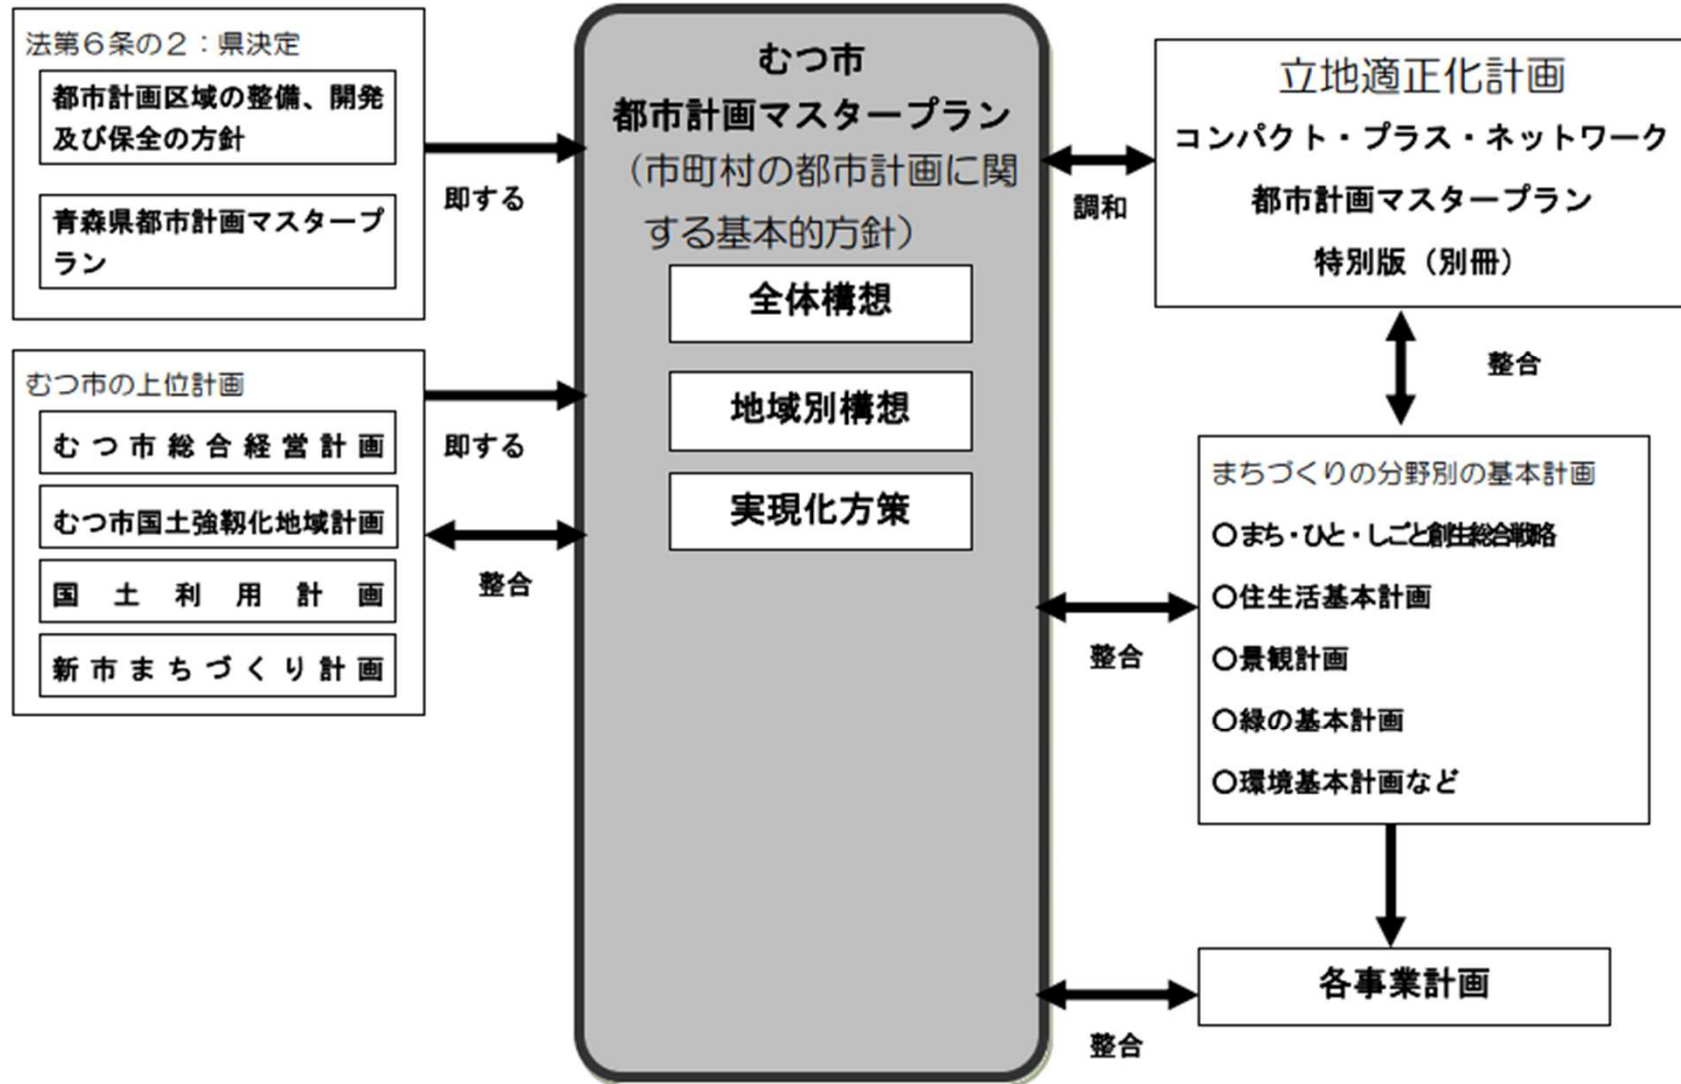 法第６条の２：県決定
都市計画区域の整備、開発
及び保全の方針
青森県都市計画マスタープ
ラン
即する
むつ市の上位計画
むつ市総合経営計画
むつ市国土強靱化地域計画
国土利用計画
新市まちづくり計画
即する
整合
むつ市
都市計画マスタープラン
（市町村の都市計画に関
する基本的方針）
全体構想
地域別構想
実現化方策
調和
立地適正化計画
コンパクト・プラス・ネットワーク
都市計画マスタープラン
特別版（別冊）
整合
まちづくりの分野別の基本計画
〇まち・ひと・しごと創生総合戦略
〇住生活基本計画
〇景観計画
〇緑の基本計画
〇環境基本計画など
整合
各事業計画
整合